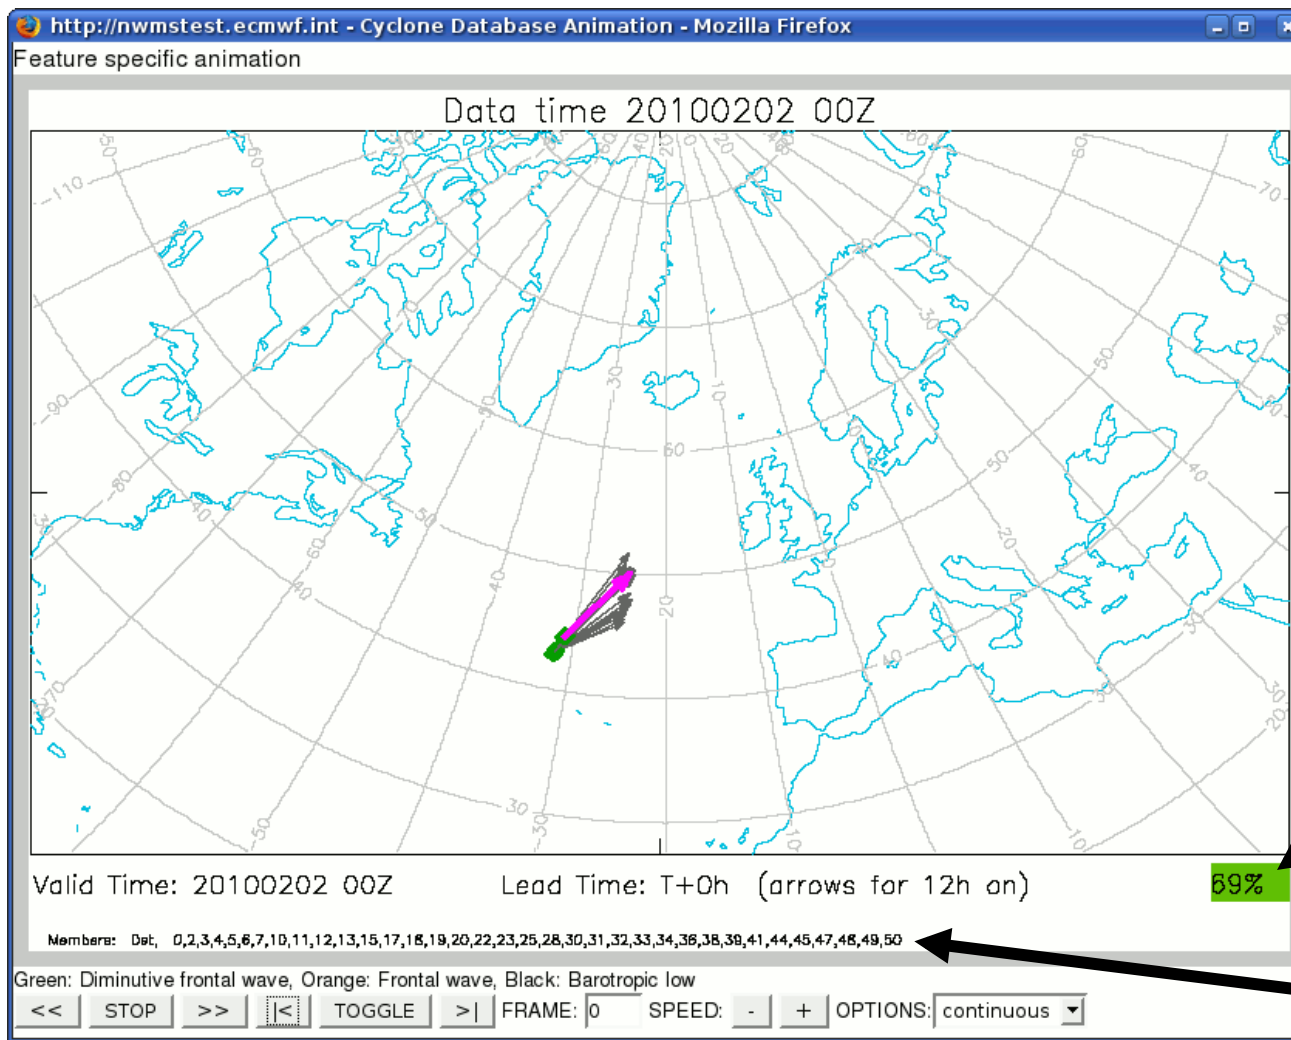 http://nwmstest.ecmwf.int - Cyclone Database Animation - Mozilla Firefox
Feature specific animation
Data time 20100202 00Z
Valid Time: 20100202 00Z Lead Time: T+0h (arrows for 12h on) 69%
Members: Det, 0,2,3,4,5,6,7,10,11,12,13,15,17,18,19,20,22,23,25,28,30,31,32,33,34,36,38,39,41,44,45,47,48,49,50
Green: Diminutive frontal wave, Orange: Frontal wave, Black: Barotropic low
<< STOP >> |< TOGGLE >| FRAME: 0 SPEED: - + OPTIONS: continuous